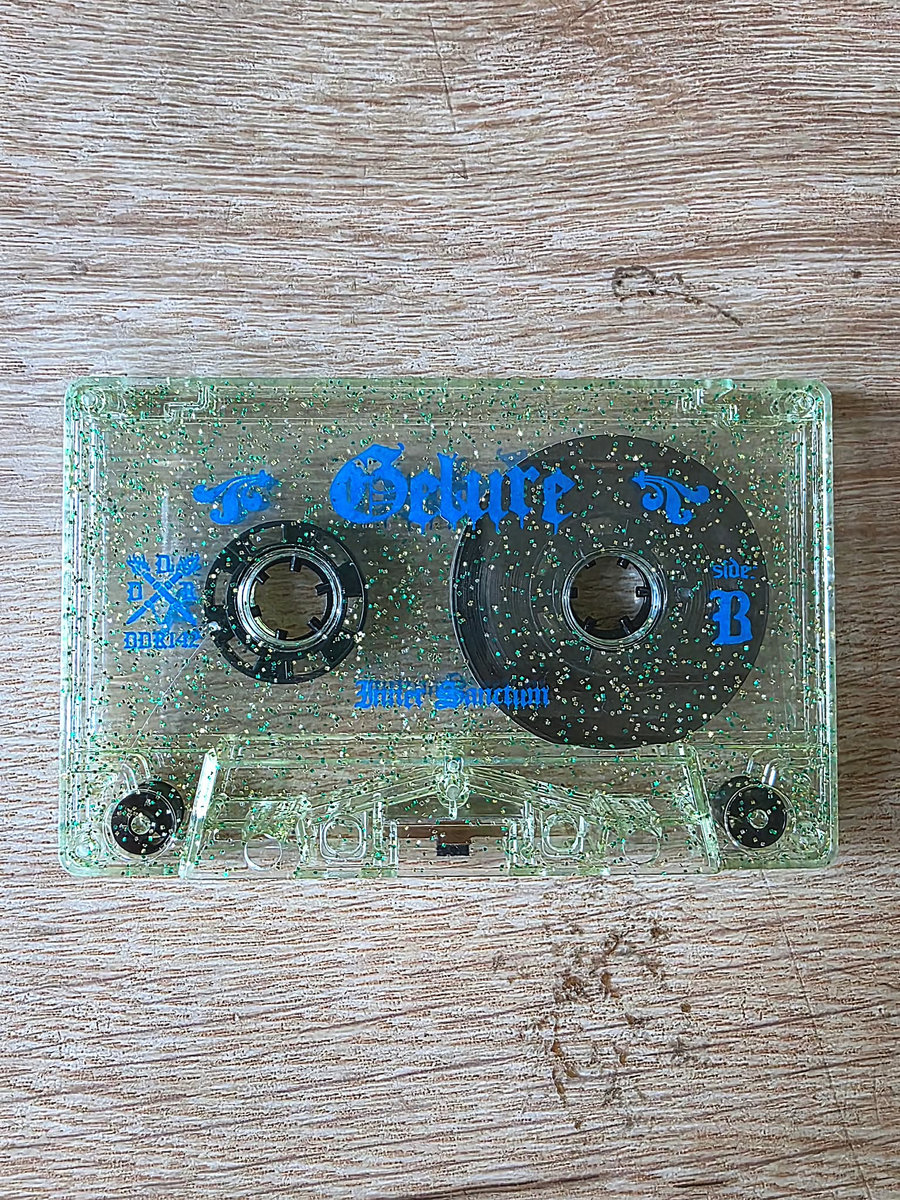 Gelure
side
B
D D
D D
DDR142
Inner Sanctum